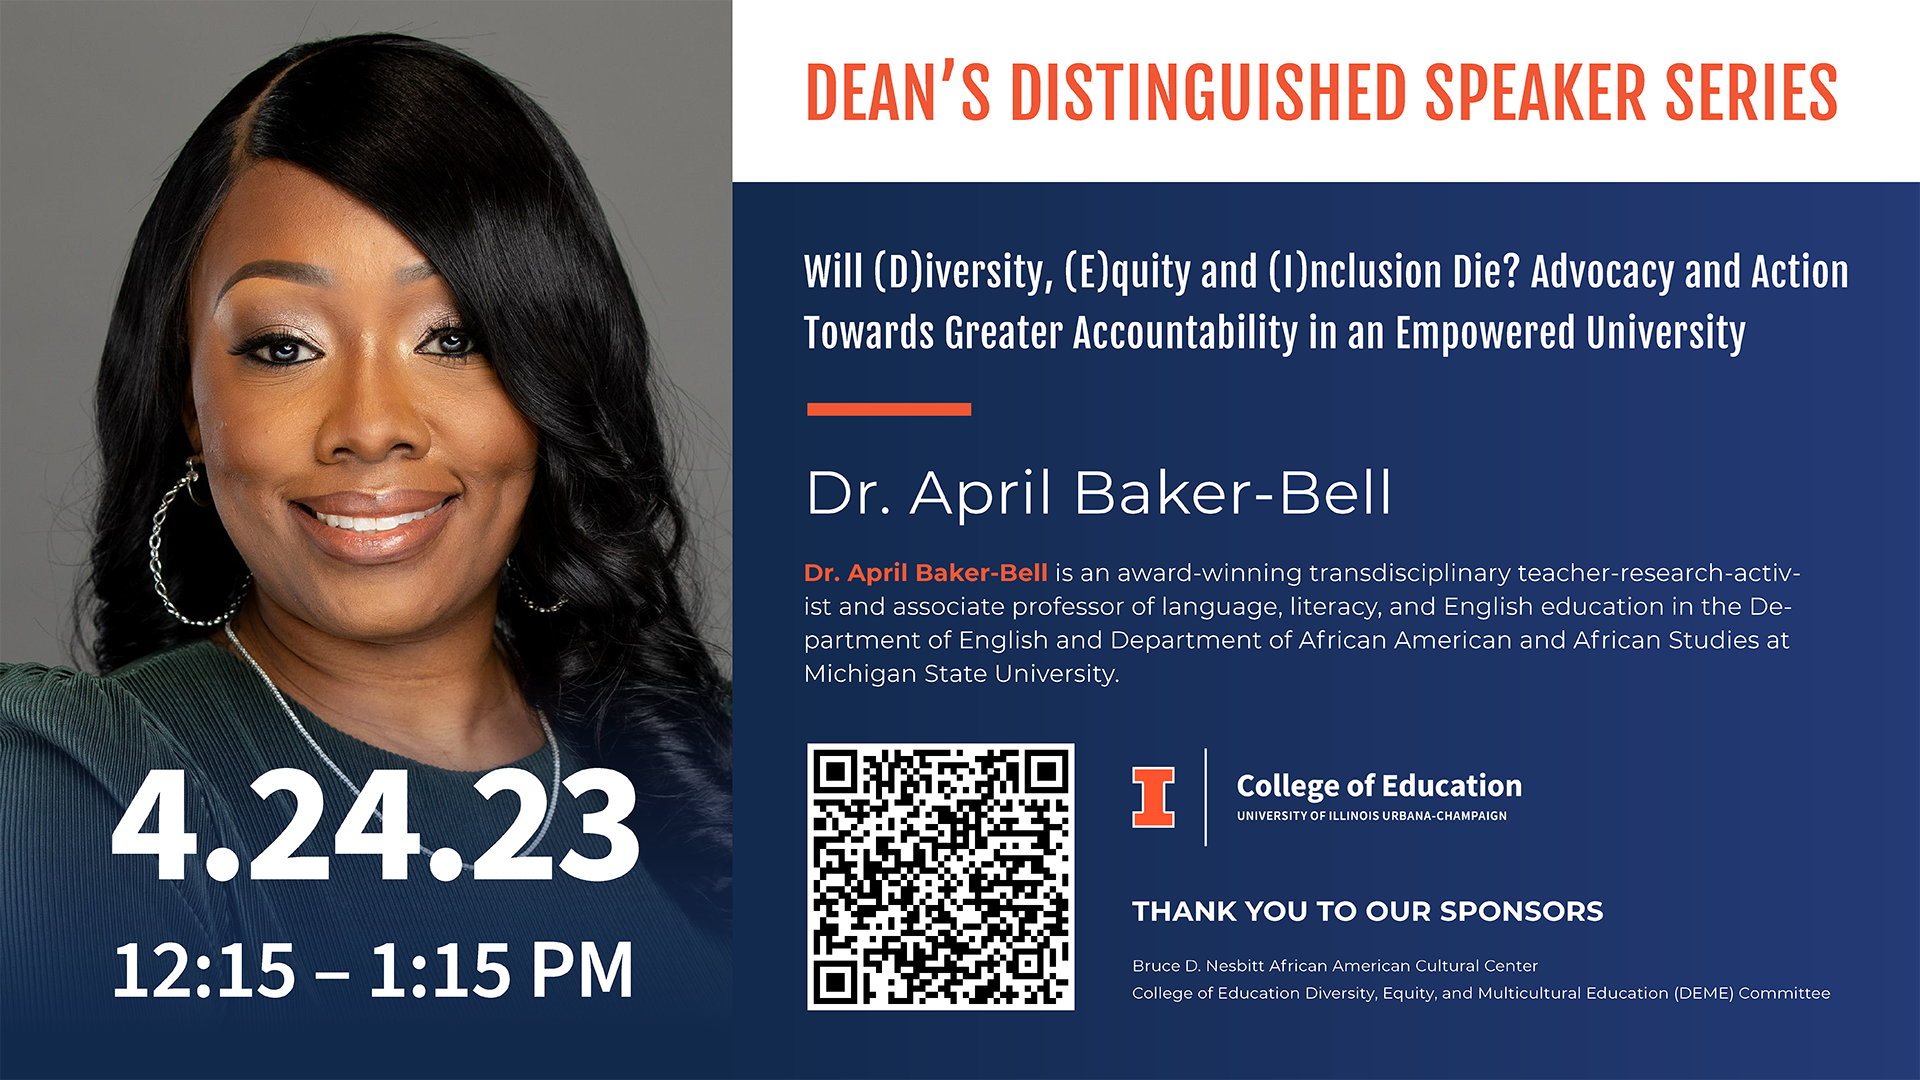 DEAN’S DISTINGUISHED SPEAKER SERIES
Will (D)iversity, (E)quity and (I)nclusion Die? Advocacy and Action
Towards Greater Accountability in an Empowered University
Dr. April Baker-Bell
Dr. April Baker-Bell is an award-winning transdisciplinary teacher-research-activ-
ist and associate professor of language, literacy, and English education in the De-
partment of English and Department of African American and African Studies at
Michigan State University.
4.24.23
12:15 – 1:15 PM
I
College of Education
UNIVERSITY OF ILLINOIS URBANA-CHAMPAIGN
THANK YOU TO OUR SPONSORS
Bruce D. Nesbitt African American Cultural Center
College of Education Diversity, Equity, and Multicultural Education (DEME) Committee